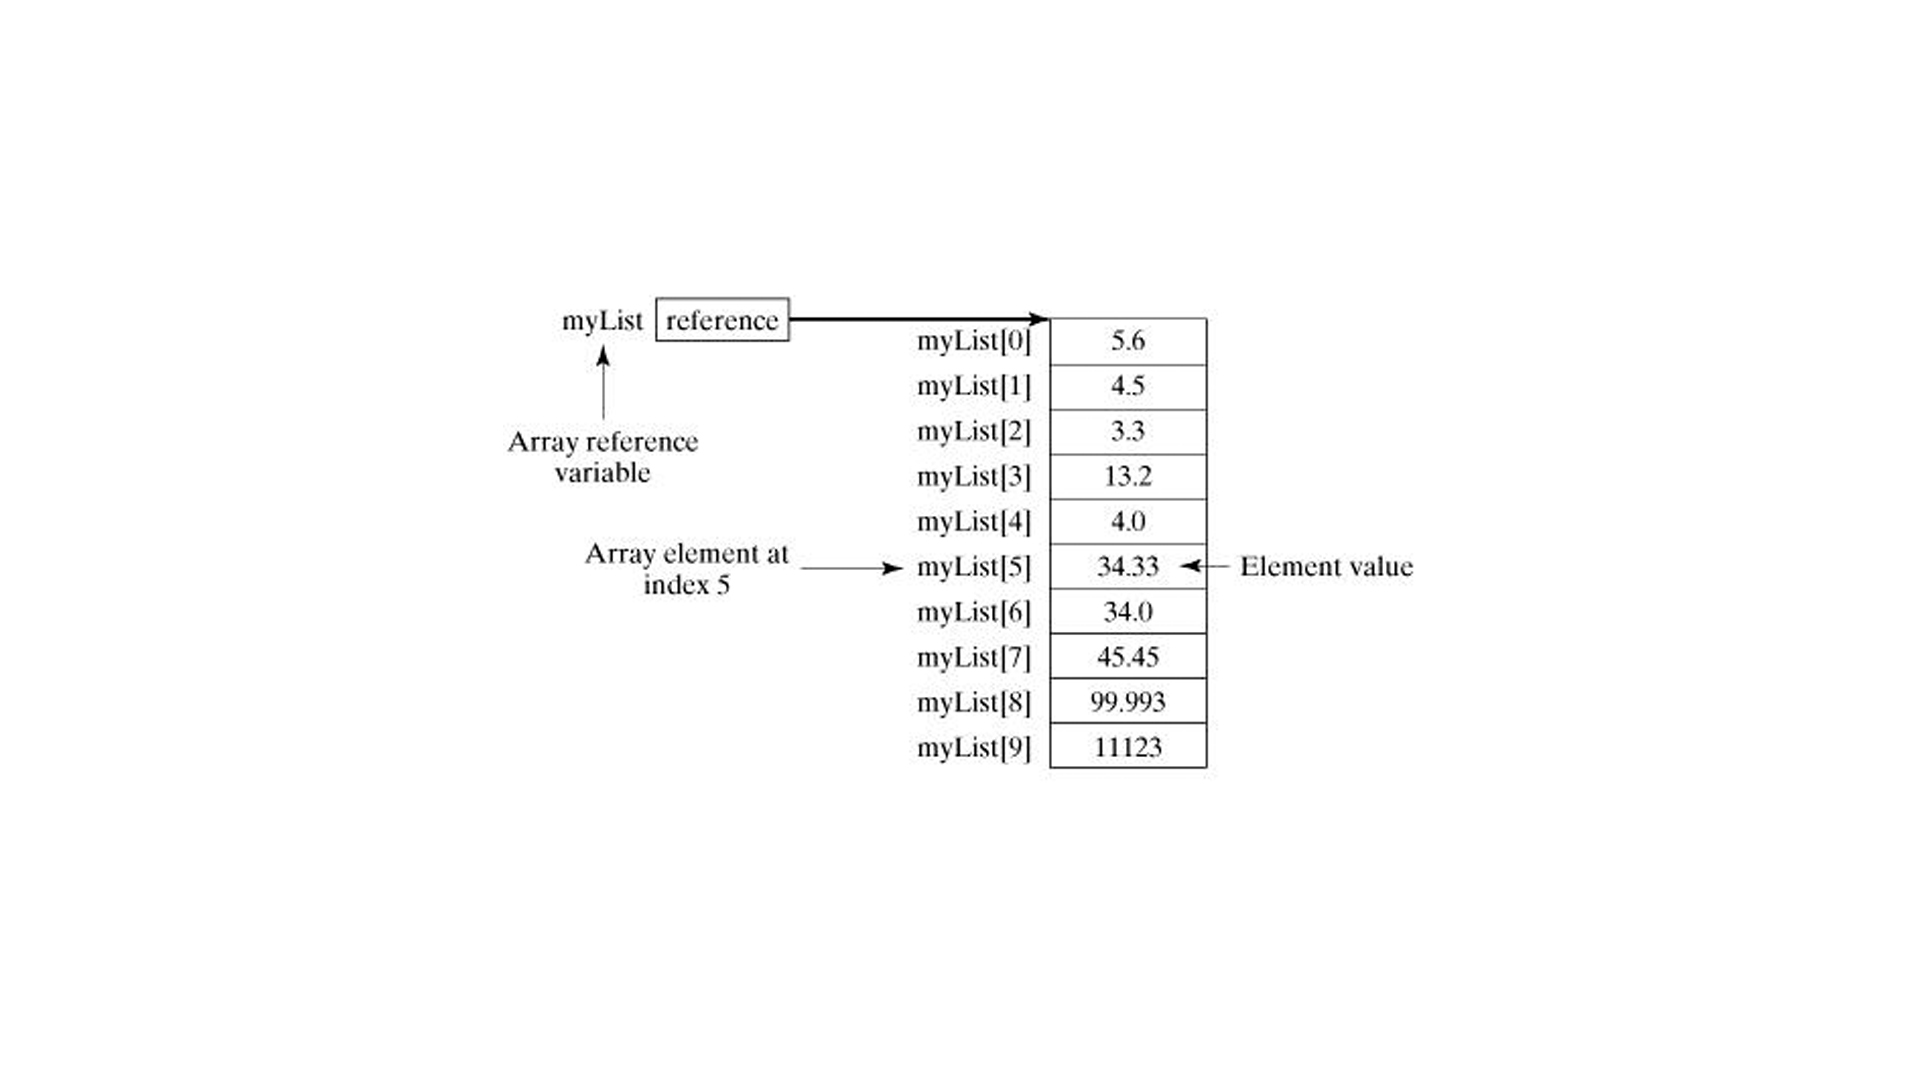 myList reference
myList[0] 5.6
myList[1] 4.5
Array reference
variable
myList[2] 3.3
myList[3] 13.2
myList[4] 4.0
Array element at
index 5
myList[5] 34.33 Element value
myList[6] 34.0
myList[7] 45.45
myList[8] 99.993
myList[9] 11123